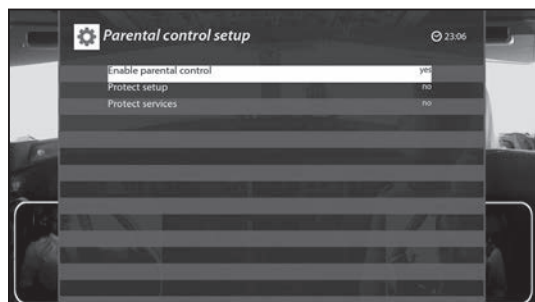 Parental control setup
23:06
Enable parental control yes
Protect setup no
Protect services no